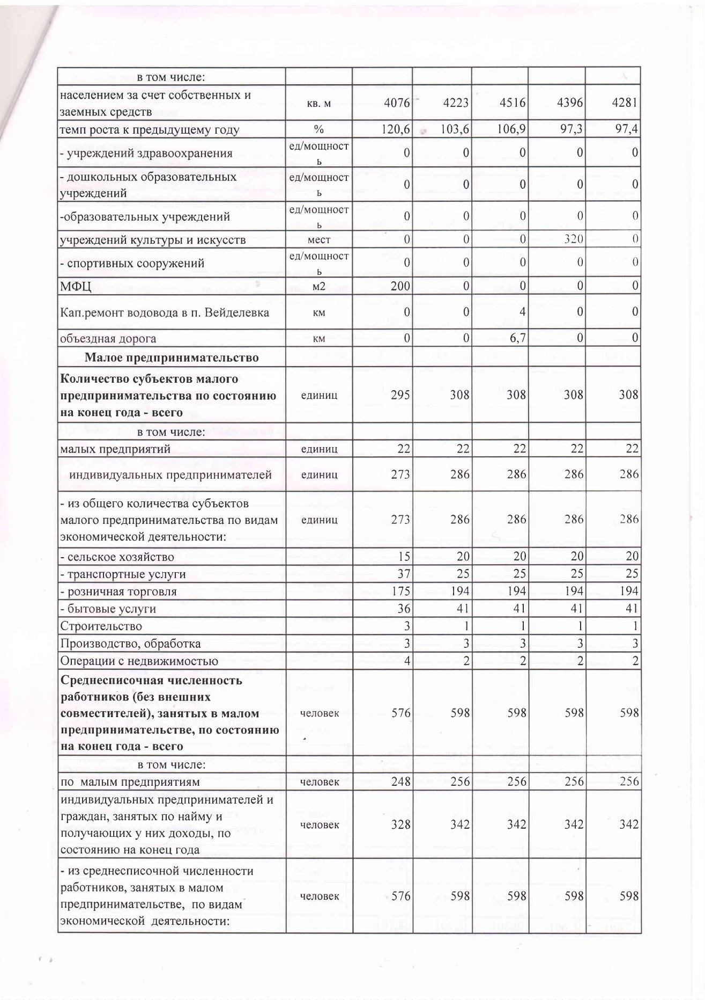 в том числе:
населением за счет собственных и
заемных средств
кв. м 4076 4223 4516 4396 4281
темп роста к предыдущему году % 120,6 103,6 106,9 97,3 97,4
- учреждений здравоохранения
ед/мощност
ь
0 0 0 0 0
- дошкольных образовательных
учреждений
ед/мощност
ь
0 0 0 0 0
-образовательных учреждений
ед/мощност
ь
0 0 0 0 0
учреждений культуры и искусств мест 0 0 0 320 0
- спортивных сооружений
ед/мощност
ь
0 0 0 0 0
МФЦ м2 200 0 0 0 0
Кап.ремонт водовода в п. Вейделевка км 0 0 4 0 0
объездная дорога км 0 0 6,7 0 0
Малое предпринимательство
Количество субъектов малого
предпринимательства по состоянию
на конец года - всего
единиц 295 308 308 308 308
в том числе:
малых предприятий единиц 22 22 22 22 22
индивидуальных предпринимателей единиц 273 286 286 286 286
- из общего количества субъектов
малого предпринимательства по видам
экономической деятельности:
единиц 273 286 286 286 286
- сельское хозяйство 15 20 20 20 20
- транспортные услуги 37 25 25 25 25
- розничная торговля 175 194 194 194 194
- бытовые услуги 36 41 41 41 41
Строительство 3 1 1 1 1
Производство, обработка 3 3 3 3 3
Операции с недвижимостью 4 2 2 2 2
Среднесписочная численность
работников (без внешних
совместителей), занятых в малом
предпринимательстве, по состоянию
на конец года - всего
человек 576 598 598 598 598
в том числе:
по малым предприятиям человек 248 256 256 256 256
индивидуальных предпринимателей и
граждан, занятых по найму и
получающих у них доходы, по
состоянию на конец года
человек 328 342 342 342 342
- из среднесписочной численности
работников, занятых в малом
предпринимательстве, по видам
экономической деятельности:
человек 576 598 598 598 598